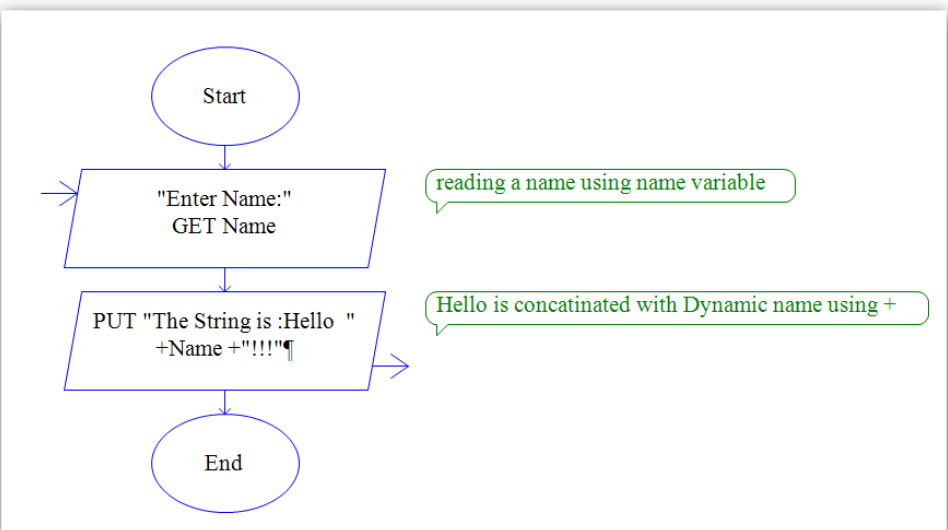 Start
"Enter Name:"
GET Name
reading a name using name variable
PUT "The String is :Hello  "
+Name +"!!!"¶
Hello is concatinated with Dynamic name using +
End